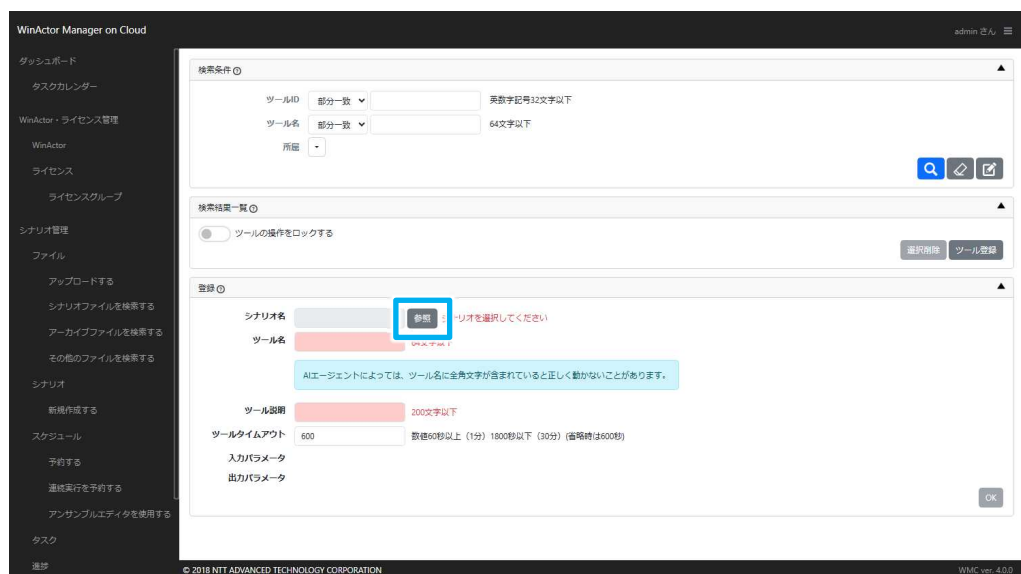 WinActor Manager on Cloud
admin さん
ダッシュボード
タスクカレンダー
WinActor・ライセンス管理
WinActor
ライセンス
ライセンスグループ
シナリオ管理
ファイル
アップロードする
シナリオファイルを検索する
アーカイブファイルを検索する
その他のファイルを検索する
シナリオ
新規作成する
スケジュール
予約する
連続実行を予約する
アンサンブルエディタを使用する
タスク
進捗
検索条件
ツールID 部分一致 英数字記号32文字以下
ツール名 部分一致 64文字以下
所属 -
検索結果一覧
ツールの操作をロックする
選択削除 ツール登録
登録
シナリオ名 参照 リオを選択してください
ツール名
AIエージェントによっては、ツール名に全角文字が含まれていると正しく動かないことがあります。
ツール説明 200文字以下
ツールタイムアウト 600 数値60秒以上（1分）1800秒以下（30分）(省略時は600秒)
入力パラメータ
出力パラメータ
OK
© 2018 NTT ADVANCED TECHNOLOGY CORPORATION
WMC ver. 4.0.0